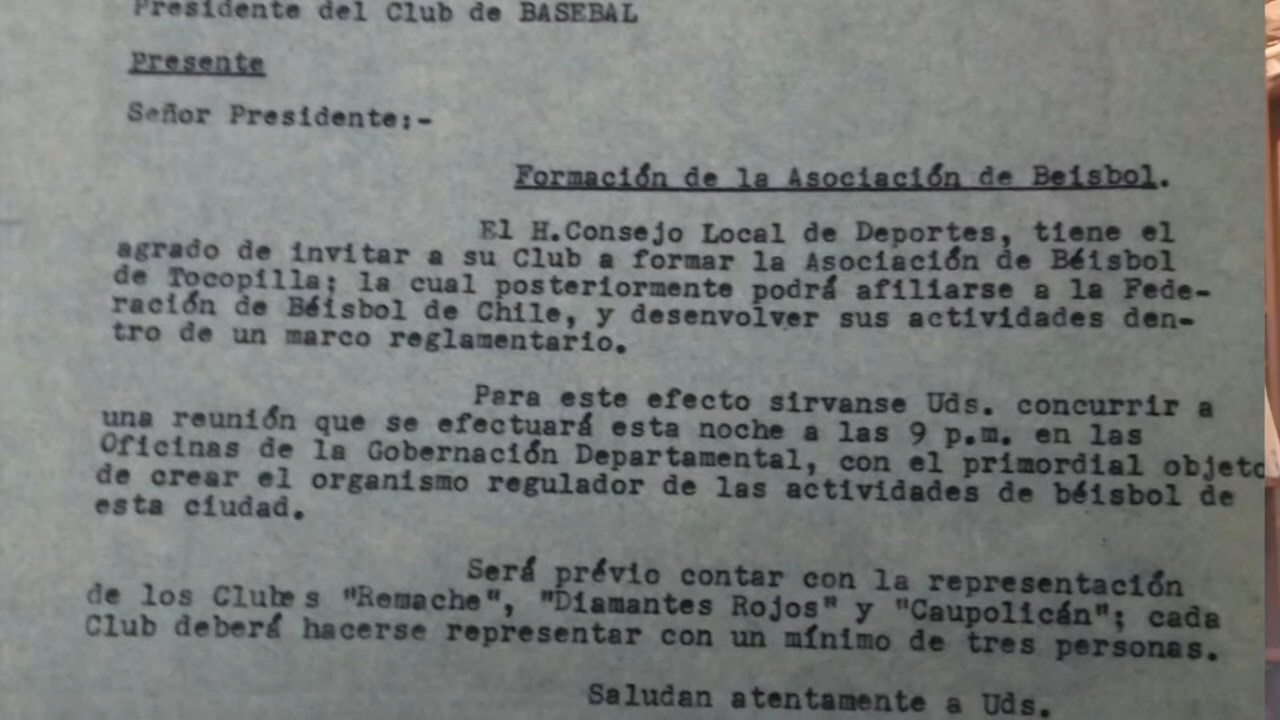 Presidente del Club de BASEBAL
Presente
Señor Presidente:-
Formación de la Asociación de Beisbol.
El H.Consejo Local de Deportes, tiene el
agrado de invitar a su Club a formar la Asociación de Béisbol
de Tocopilla; la cual posteriormente podrá afiliarse a la Fede-
ración de Béisbol de Chile, y desenvolver sus actividades den-
tro de un marco reglamentario.
Para este efecto sirvanse Uds. concurrir a
una reunión que se efectuará esta noche a las 9 p.m. en las
Oficinas de la Gobernación Departamental, con el primordial objeto
de crear el organismo regulador de las actividades de béisbol de
esta ciudad.
Será prévio contar con la representación
de los Clubes "Remache", "Diamantes Rojos" y "Caupolicán"; cada
Club deberá hacerse representar con un mínimo de tres personas.
Saludan atentamente a Uds.